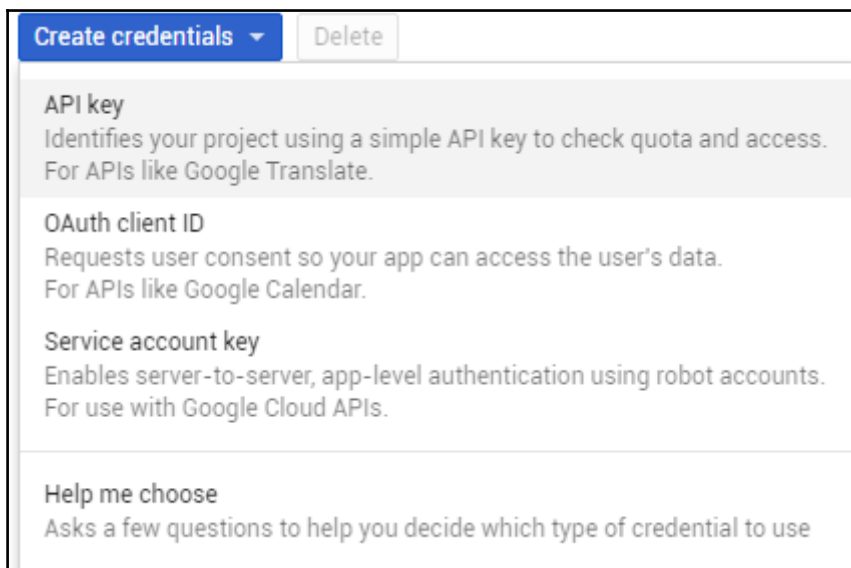 Create credentials
Delete
API key
Identifies your project using a simple API key to check quota and access.
For APIs like Google Translate.
OAuth client ID
Requests user consent so your app can access the user's data.
For APIs like Google Calendar.
Service account key
Enables server-to-server, app-level authentication using robot accounts.
For use with Google Cloud APIs.
Help me choose
Asks a few questions to help you decide which type of credential to use